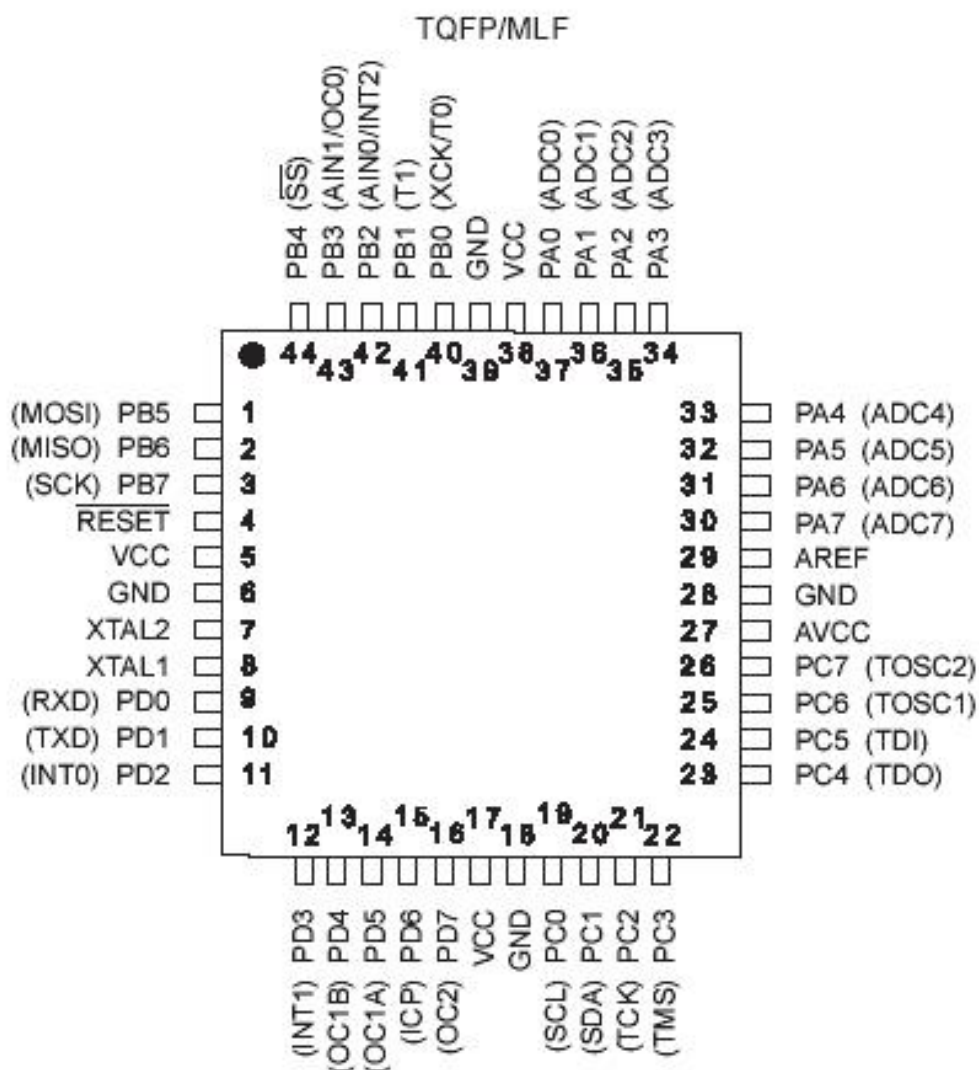 TQFP/MLF
PB4 (SS)
PB3 (AIN1/OC0)
PB2 (AIN0/INT2)
PB1 (T1)
PB0 (XCK/T0)
GND
VCC
PA0 (ADC0)
PA1 (ADC1)
PA2 (ADC2)
PA3 (ADC3)
44 43 42 41 40 39 38 37 36 35 34
(MOSI) PB5 1
(MISO) PB6 2
(SCK) PB7 3
RESET 4
VCC 5
GND 6
XTAL2 7
XTAL1 8
(RXD) PD0 9
(TXD) PD1 10
(INT0) PD2 11
33 PA4 (ADC4)
32 PA5 (ADC5)
31 PA6 (ADC6)
30 PA7 (ADC7)
29 AREF
28 GND
27 AVCC
26 PC7 (TOSC2)
25 PC6 (TOSC1)
24 PC5 (TDI)
23 PC4 (TDO)
12 13 14 15 16 17 18 19 20 21 22
(INT1) PD3
(OC1B) PD4
(OC1A) PD5
(ICP) PD6
(OC2) PD7
VCC
GND
(SCL) PC0
(SDA) PC1
(TCK) PC2
(TMS) PC3